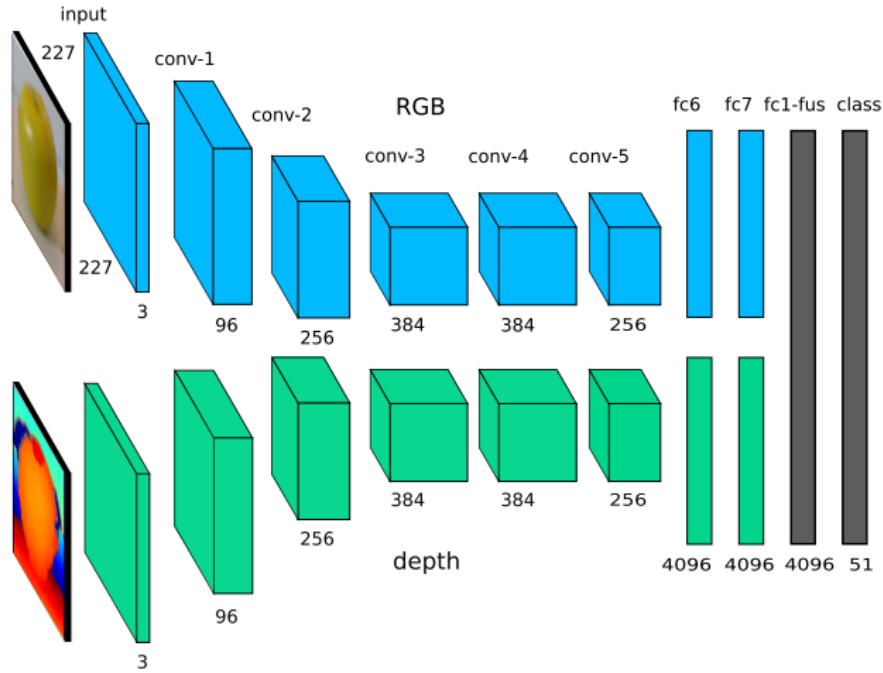 input
227
conv-1
conv-2
RGB
fc6 fc7 fc1-fus class
conv-3 conv-4 conv-5
227
3
96
256
384
384
256
384
384
256
256
depth
4096 4096 4096 51
96
3